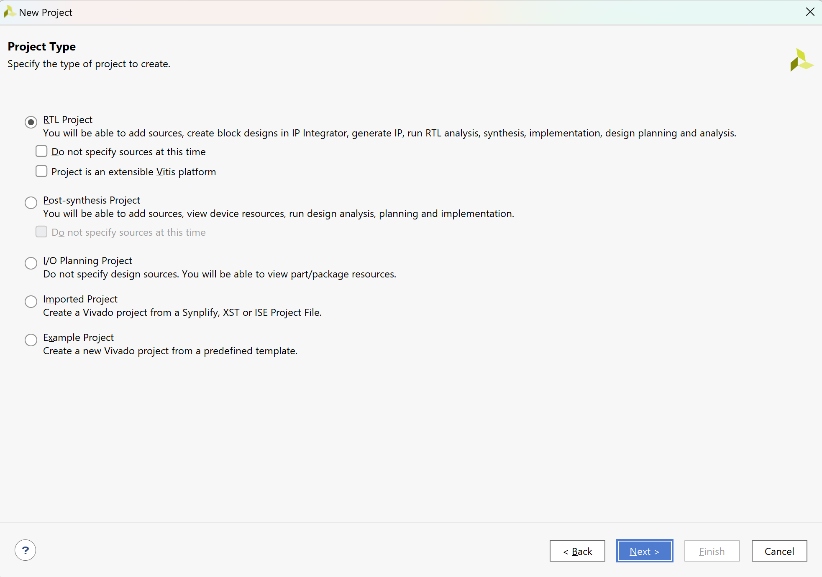 New Project
Project Type
Specify the type of project to create.
RTL Project
You will be able to add sources, create block designs in IP Integrator, generate IP, run RTL analysis, synthesis, implementation, design planning and analysis.
Do not specify sources at this time
Project is an extensible Vitis platform
Post-synthesis Project
You will be able to add sources, view device resources, run design analysis, planning and implementation.
Do not specify sources at this time
I/O Planning Project
Do not specify design sources. You will be able to view part/package resources.
Imported Project
Create a Vivado project from a Synplify, XST or ISE Project File.
Example Project
Create a new Vivado project from a predefined template.
? < Back Next > Finish Cancel